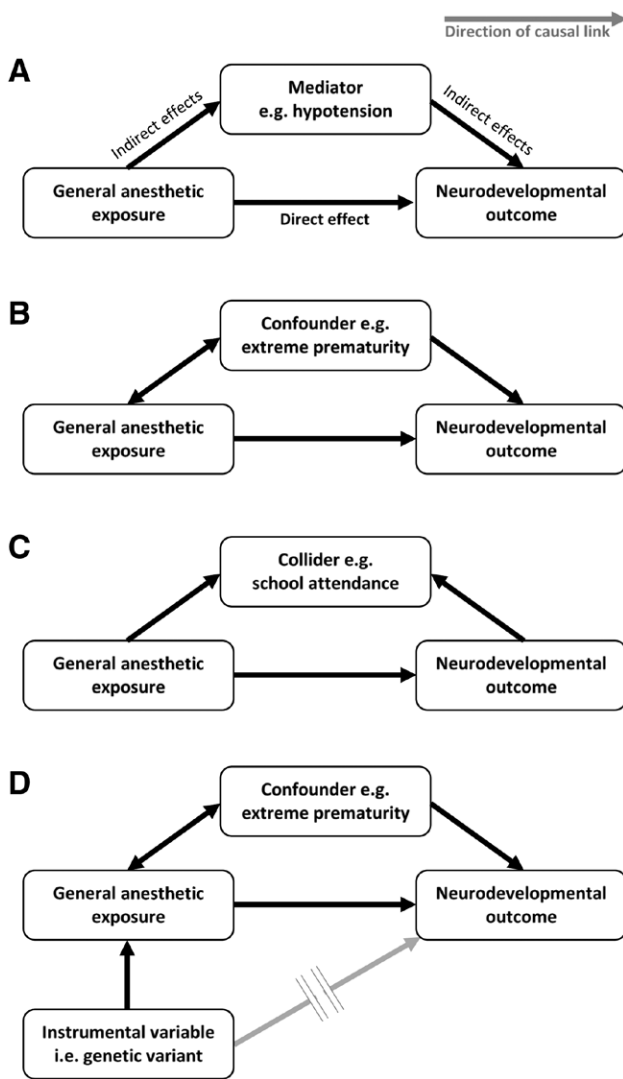 Direction of causal link
A
Mediator
e.g. hypotension
Indirect effects
Indirect effects
General anesthetic
exposure
Direct effect
Neurodevelopmental
outcome
B
Confounder e.g.
extreme prematurity
General anesthetic
exposure
Neurodevelopmental
outcome
C
Collider e.g.
school attendance
General anesthetic
exposure
Neurodevelopmental
outcome
D
Confounder e.g.
extreme prematurity
General anesthetic
exposure
Neurodevelopmental
outcome
Instrumental variable
i.e. genetic variant